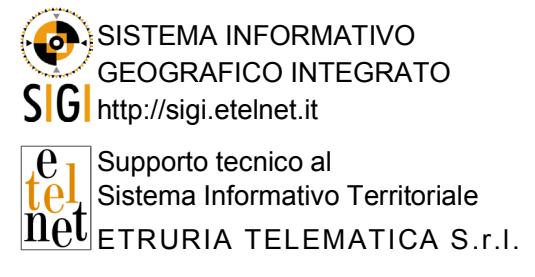 SISTEMA INFORMATIVO
GEOGRAFICO INTEGRATO
SIGI http://sigi.etelnet.it
e tel net
Supporto tecnico al
Sistema Informativo Territoriale
ETRURIA TELEMATICA S.r.l.